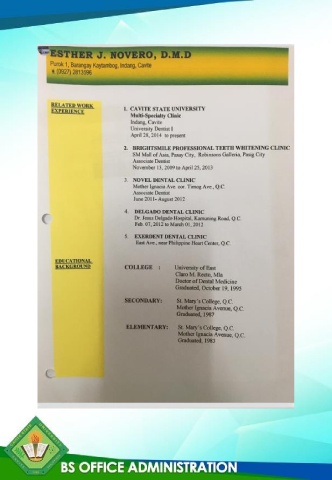 ESTHER J. NOVERO, D.M.D
Purok 1, Barangay Kaytambog, Indang, Cavite
(0927) 2813596
RELATED WORK
EXPERIENCE
1. CAVITE STATE UNIVERSITY
Multi-Specialty Clinic
Indang, Cavite
University Dentist I
April 28, 2014 to present
2. BRIGHTSMILE PROFESSIONAL TEETH WHITENING CLINIC
SM Mall of Asia, Pasay City, Robinsons Galleria, Pasig City
Associate Dentist
November 13, 2009 to April 25, 2013
3. NOVEL DENTAL CLINIC
Mother Ignacia Ave. cor. Timog Ave., Q.C.
Associate Dentist
June 2011- August 2012
4. DELGADO DENTAL CLINIC
Dr. Jesus Delgado Hospital, Kamuning Road, Q.C.
Feb. 07, 2012 to March 01, 2012
5. EXERDENT DENTAL CLINIC
East Ave., near Philippine Heart Center, Q.C.
EDUCATIONAL
BACKGROUND
COLLEGE :
University of East
Claro M. Recto, Mla
Doctor of Dental Medicine
Graduated, October 19, 1995
SECONDARY:
St. Mary's College, Q.C.
Mother Ignacia Avenue, Q.C.
Graduated, 1987
ELEMENTARY:
St. Mary's College, Q.C.
Mother Ignacia Avenue, Q.C.
Graduated, 1983
BS OFFICE ADMINISTRATION